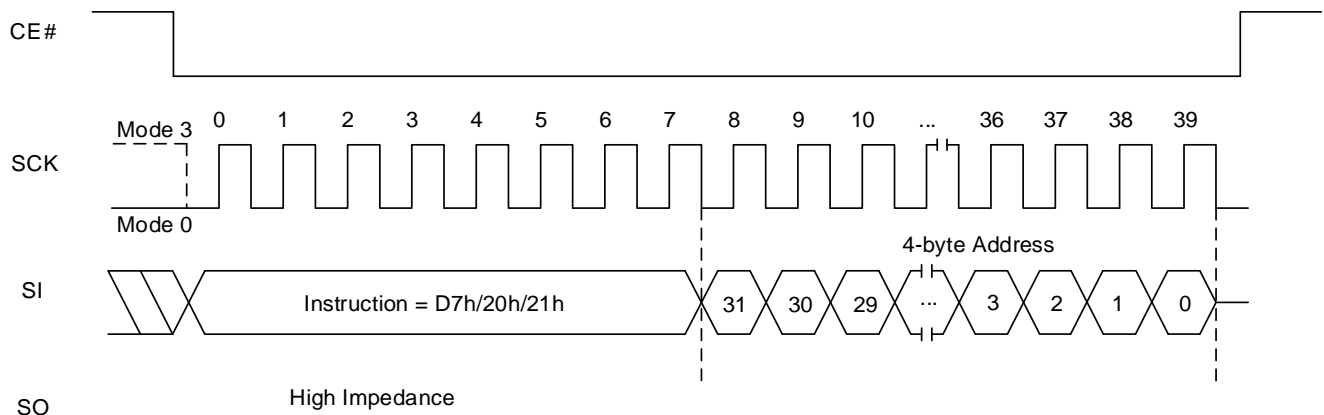 CE#
0 1 2 3 4 5 6 7 8 9 10 ... 36 37 38 39
Mode 3
SCK
Mode 0
4-byte Address
SI
Instruction = D7h/20h/21h 31 30 29 ... 3 2 1 0
High Impedance
SO